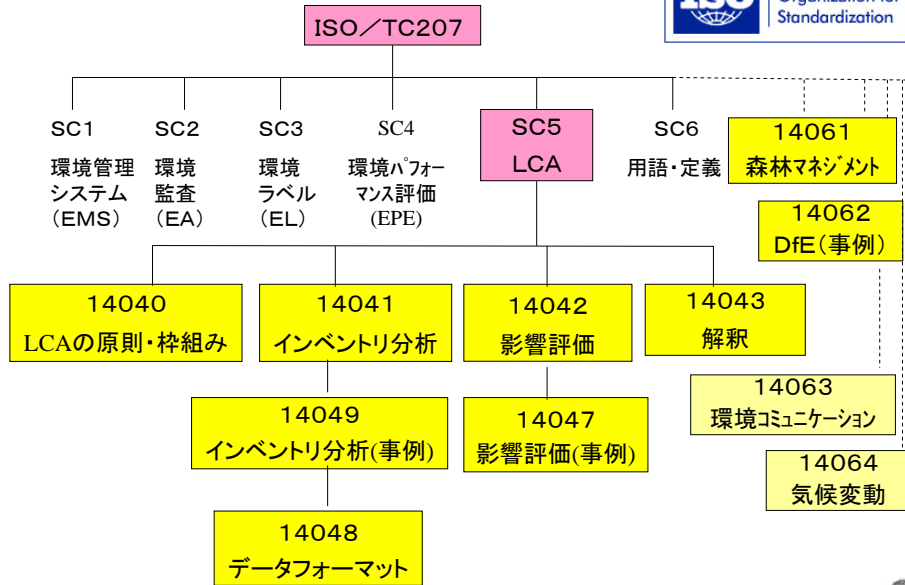 ISO／TC207
ISO
Organization for
Standardization
SC1
環境管理
システム
（EMS）
SC2
環境
監査
（EA）
SC3
環境
ラベル
（EL）
SC4
環境ﾊﾟﾌｫｰ
ﾏﾝｽ評価
(EPE)
SC5
LCA
SC6
用語・定義
14061
森林ﾏﾈｼﾞﾒﾝﾄ
14062
DfE（事例）
14040
LCAの原則・枠組み
14041
インベントリ分析
14042
影響評価
14043
解釈
14063
環境ｺﾐｭﾆｹｰｼｮﾝ
14049
インベントリ分析(事例)
14047
影響評価(事例)
14064
気候変動
14048
データフォーマット